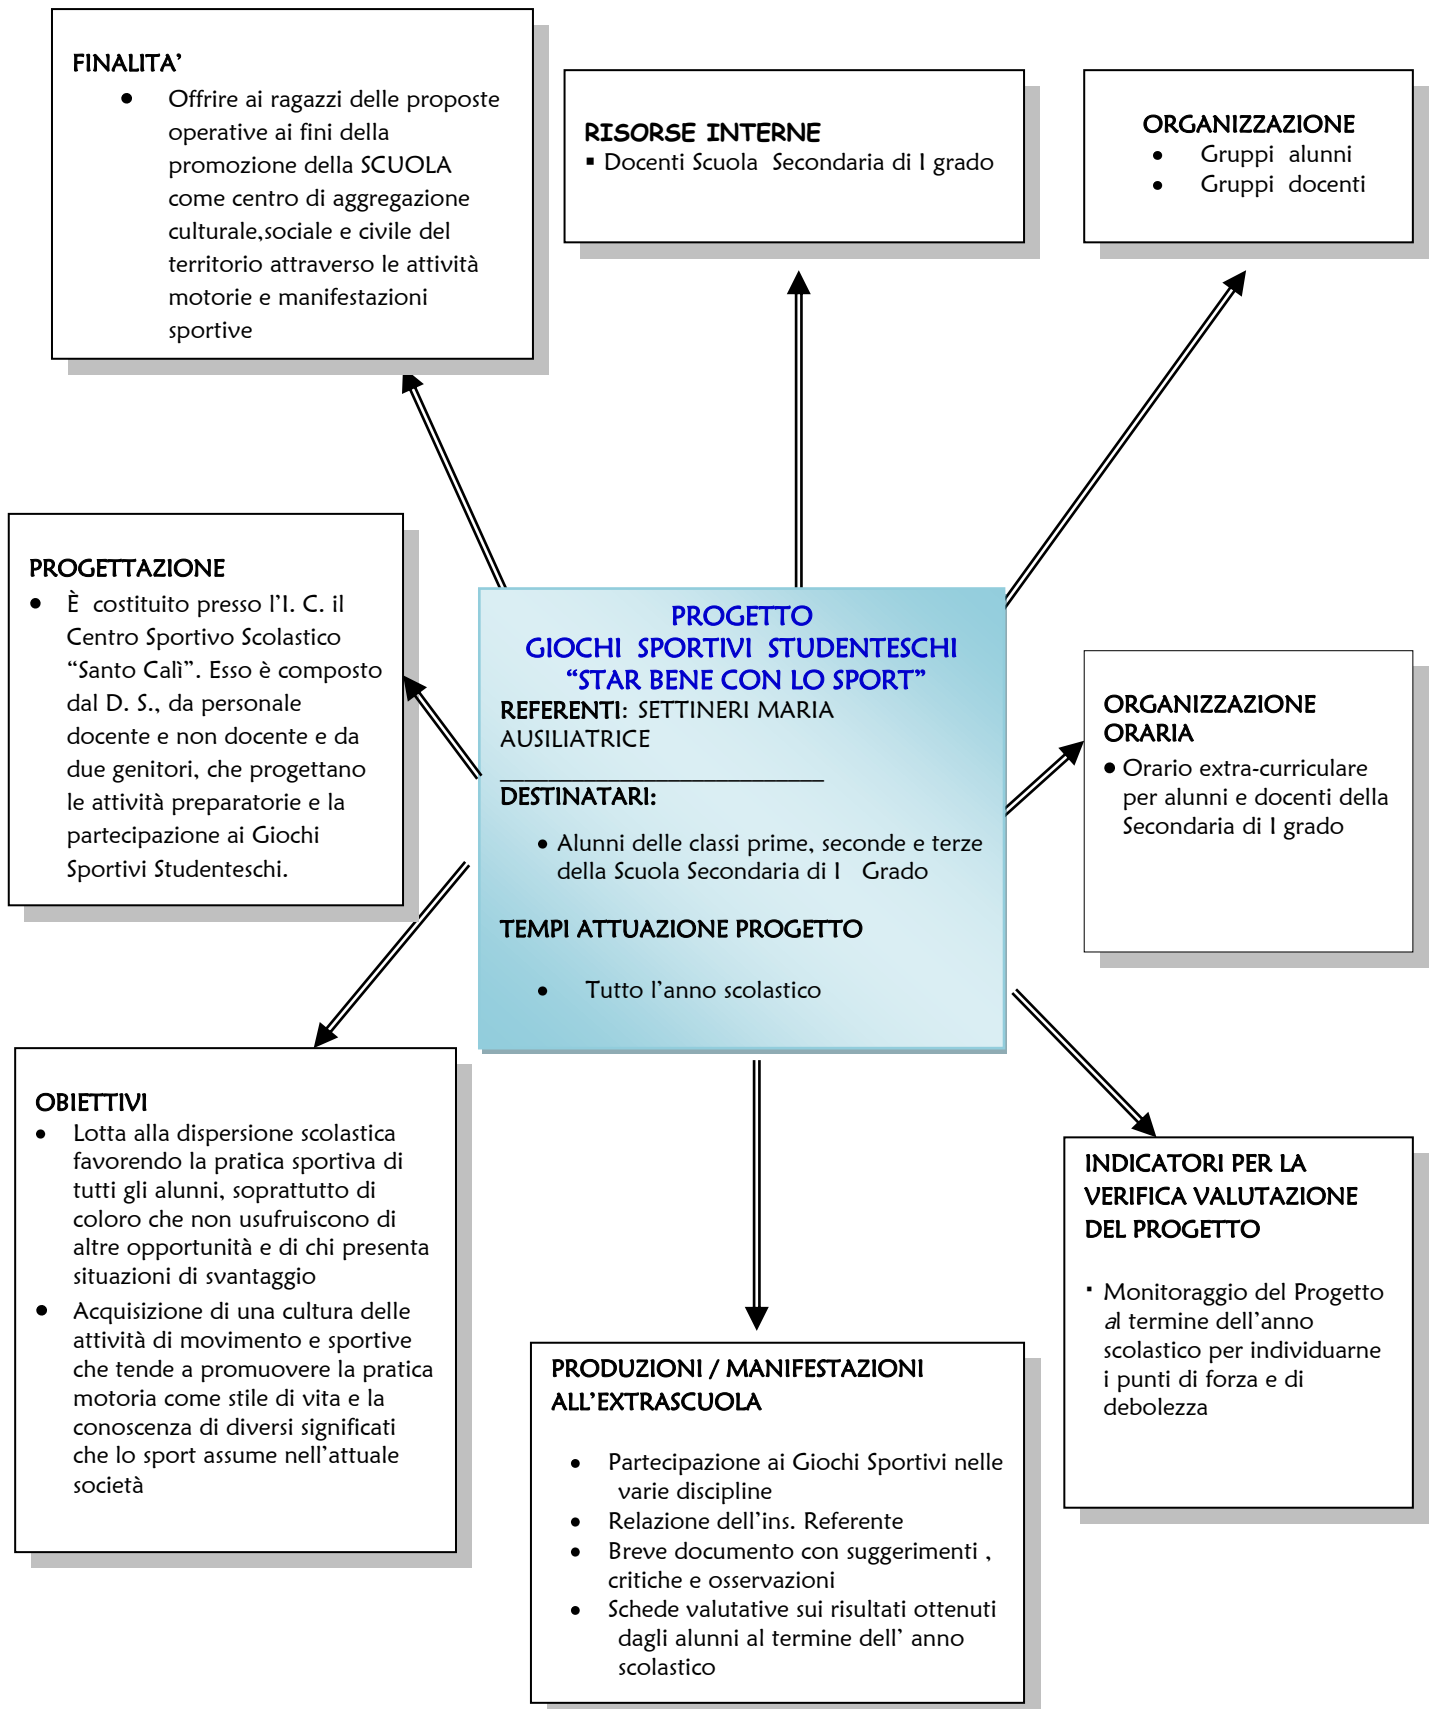 FINALITA’
• Offrire ai ragazzi delle proposte
operative ai fini della
promozione della SCUOLA
come centro di aggregazione
culturale,sociale e civile del
territorio attraverso le attività
motorie e manifestazioni
sportive
RISORSE INTERNE
▪ Docenti Scuola Secondaria di I grado
ORGANIZZAZIONE
• Gruppi alunni
• Gruppi docenti
PROGETTAZIONE
• È costituito presso l’I. C. il
Centro Sportivo Scolastico
“Santo Calì”. Esso è composto
dal D. S., da personale
docente e non docente e da
due genitori, che progettano
le attività preparatorie e la
partecipazione ai Giochi
Sportivi Studenteschi.
PROGETTO
GIOCHI SPORTIVI STUDENTESCHI
“STAR BENE CON LO SPORT”
REFERENTI: SETTINERI MARIA
AUSILIATRICE
___________________________
DESTINATARI:
• Alunni delle classi prime, seconde e terze
della Scuola Secondaria di I Grado
TEMPI ATTUAZIONE PROGETTO
• Tutto l’anno scolastico
ORGANIZZAZIONE
ORARIA
• Orario extra-curriculare
per alunni e docenti della
Secondaria di I grado
OBIETTIVI
• Lotta alla dispersione scolastica
favorendo la pratica sportiva di
tutti gli alunni, soprattutto di
coloro che non usufruiscono di
altre opportunità e di chi presenta
situazioni di svantaggio
• Acquisizione di una cultura delle
attività di movimento e sportive
che tende a promuovere la pratica
motoria come stile di vita e la
conoscenza di diversi significati
che lo sport assume nell’attuale
società
INDICATORI PER LA
VERIFICA VALUTAZIONE
DEL PROGETTO
▪ Monitoraggio del Progetto
al termine dell’anno
scolastico per individuarne
i punti di forza e di
debolezza
PRODUZIONI / MANIFESTAZIONI
ALL’EXTRASCUOLA
• Partecipazione ai Giochi Sportivi nelle
varie discipline
• Relazione dell’ins. Referente
• Breve documento con suggerimenti ,
critiche e osservazioni
• Schede valutative sui risultati ottenuti
dagli alunni al termine dell’ anno
scolastico